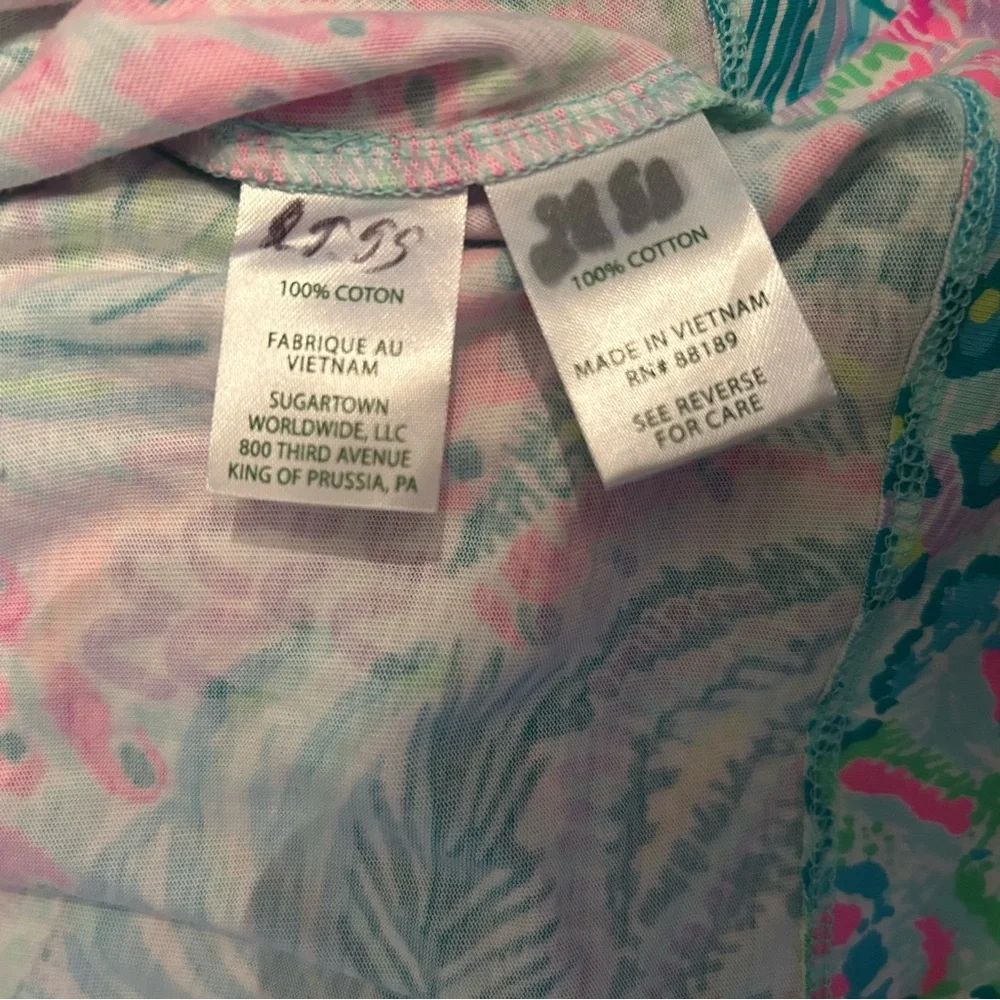 100% COTON
FABRIQUE AU
VIETNAM
SUGARTOWN
WORLDWIDE, LLC
800 THIRD AVENUE
KING OF PRUSSIA, PA
100% COTTON
MADE IN VIETNAM
RN# 88189
SEE REVERSE
FOR CARE